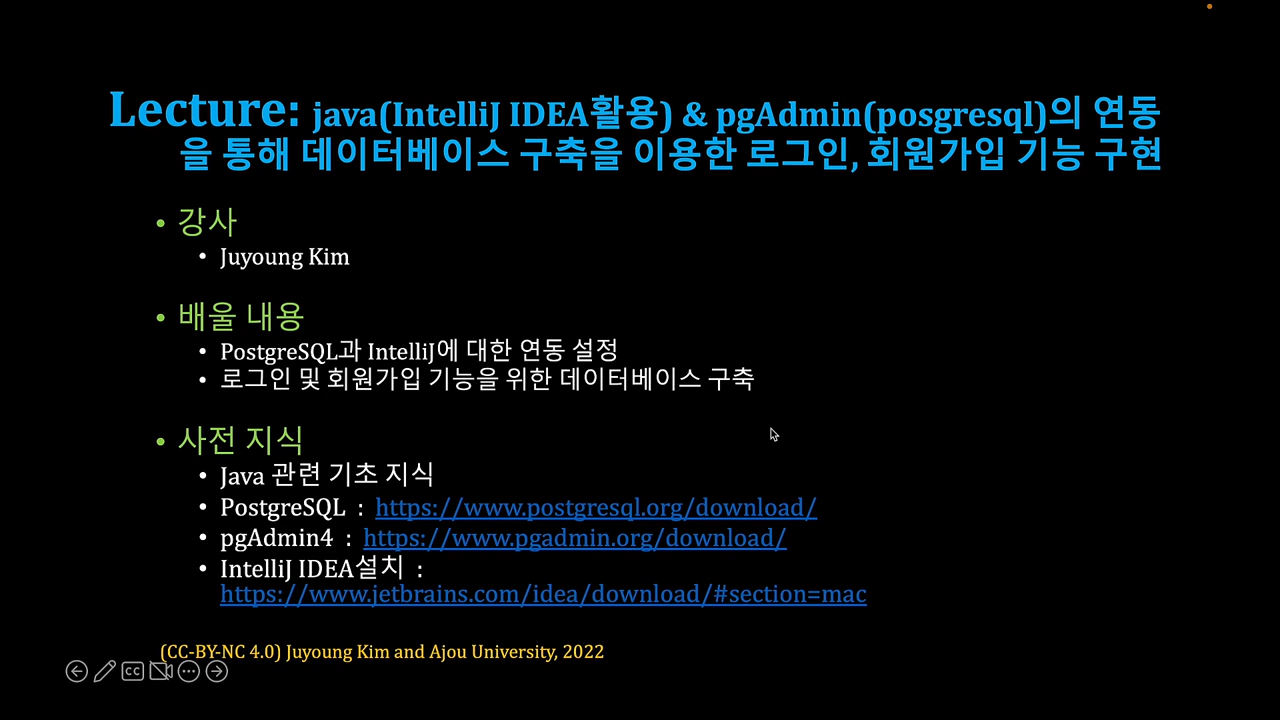 Lecture: java(IntelliJ IDEA활용) & pgAdmin(posgresql)의 연동
을 통해 데이터베이스 구축을 이용한 로그인, 회원가입 기능 구현
• 강사
• Juyoung Kim
• 배울 내용
• PostgreSQL과 IntelliJ에 대한 연동 설정
• 로그인 및 회원가입 기능을 위한 데이터베이스 구축
• 사전 지식
• Java 관련 기초 지식
• PostgreSQL : https://www.postgresql.org/download/
• pgAdmin4 : https://www.pgadmin.org/download/
• IntelliJ IDEA설치 :
https://www.jetbrains.com/idea/download/#section=mac
(CC-BY-NC 4.0) Juyoung Kim and Ajou University, 2022
CC